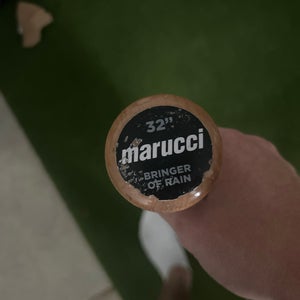 32"
marucci
BRINGER
OF RAIN